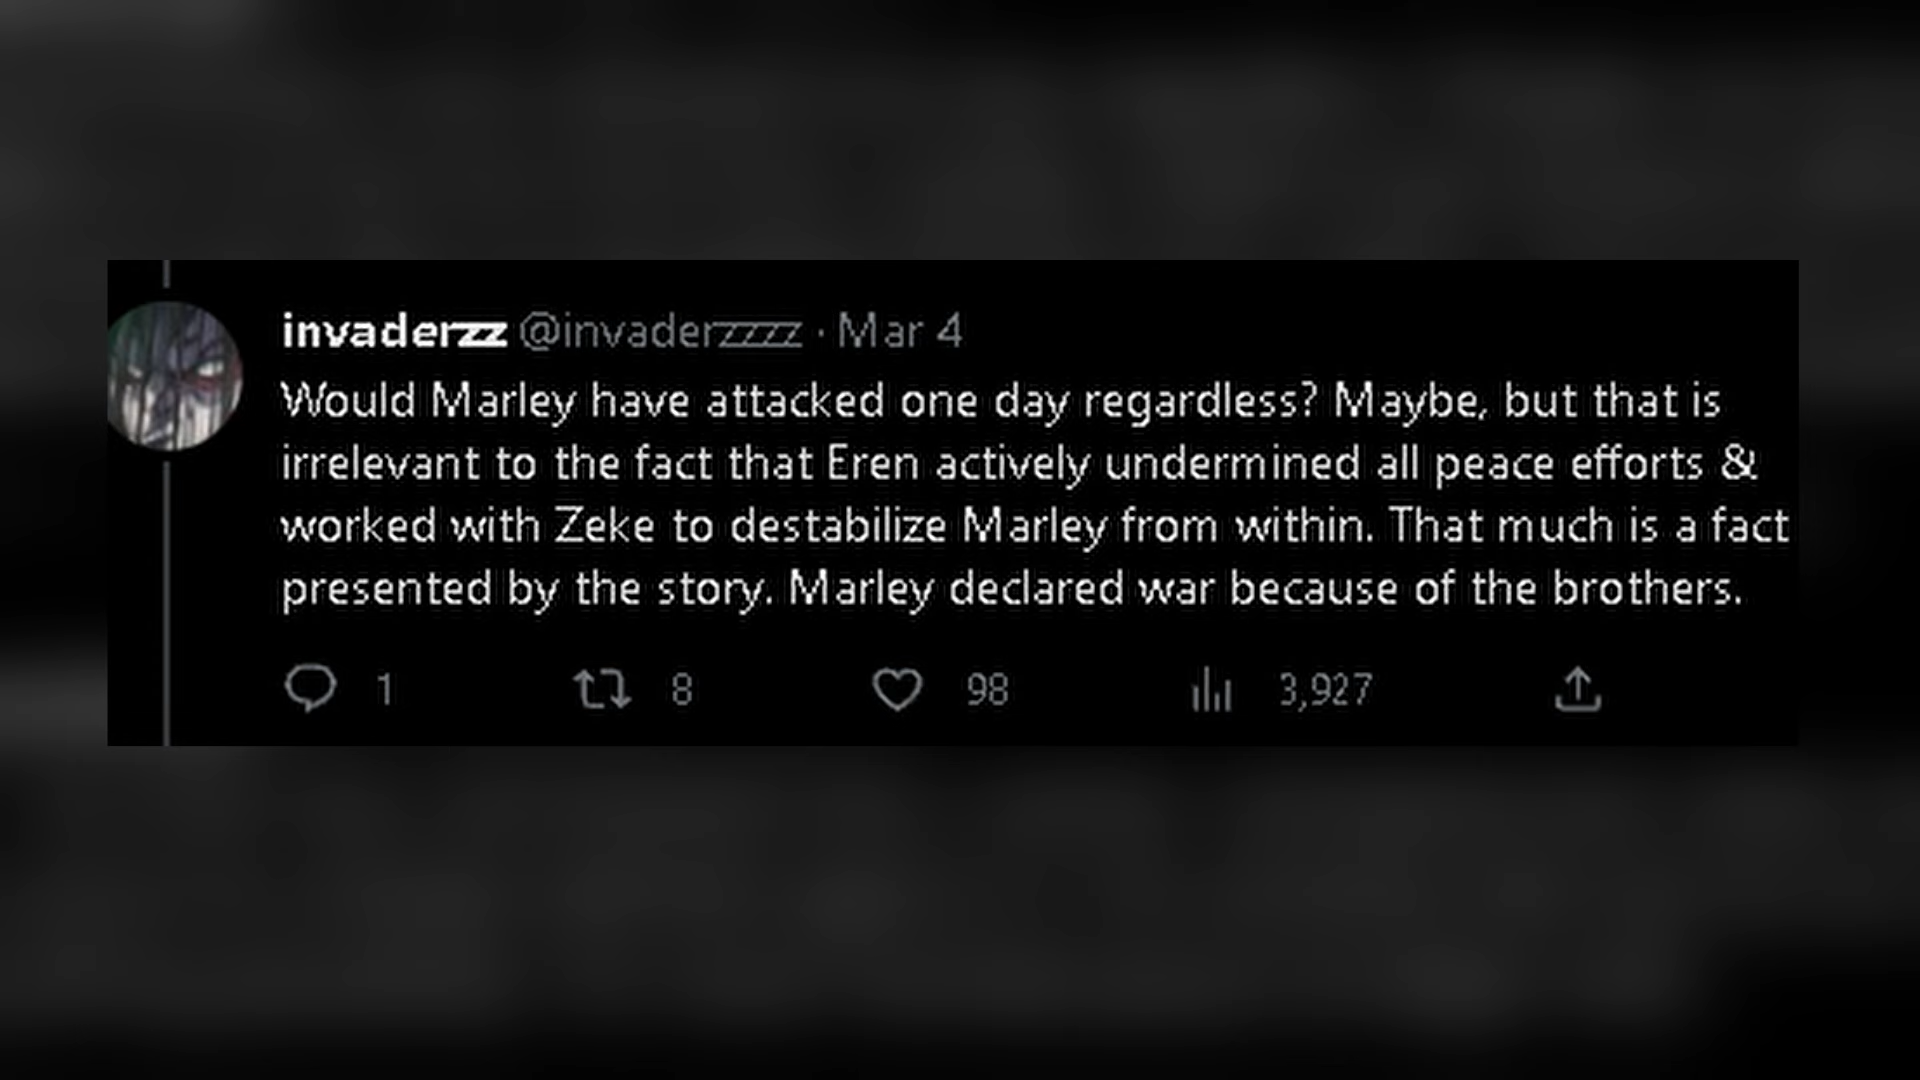 invaderzz @invaderzzzz · Mar 4
Would Marley have attacked one day regardless? Maybe, but that is
irrelevant to the fact that Eren actively undermined all peace efforts &
worked with Zeke to destabilize Marley from within. That much is a fact
presented by the story. Marley declared war because of the brothers.
1 8 98 3,927